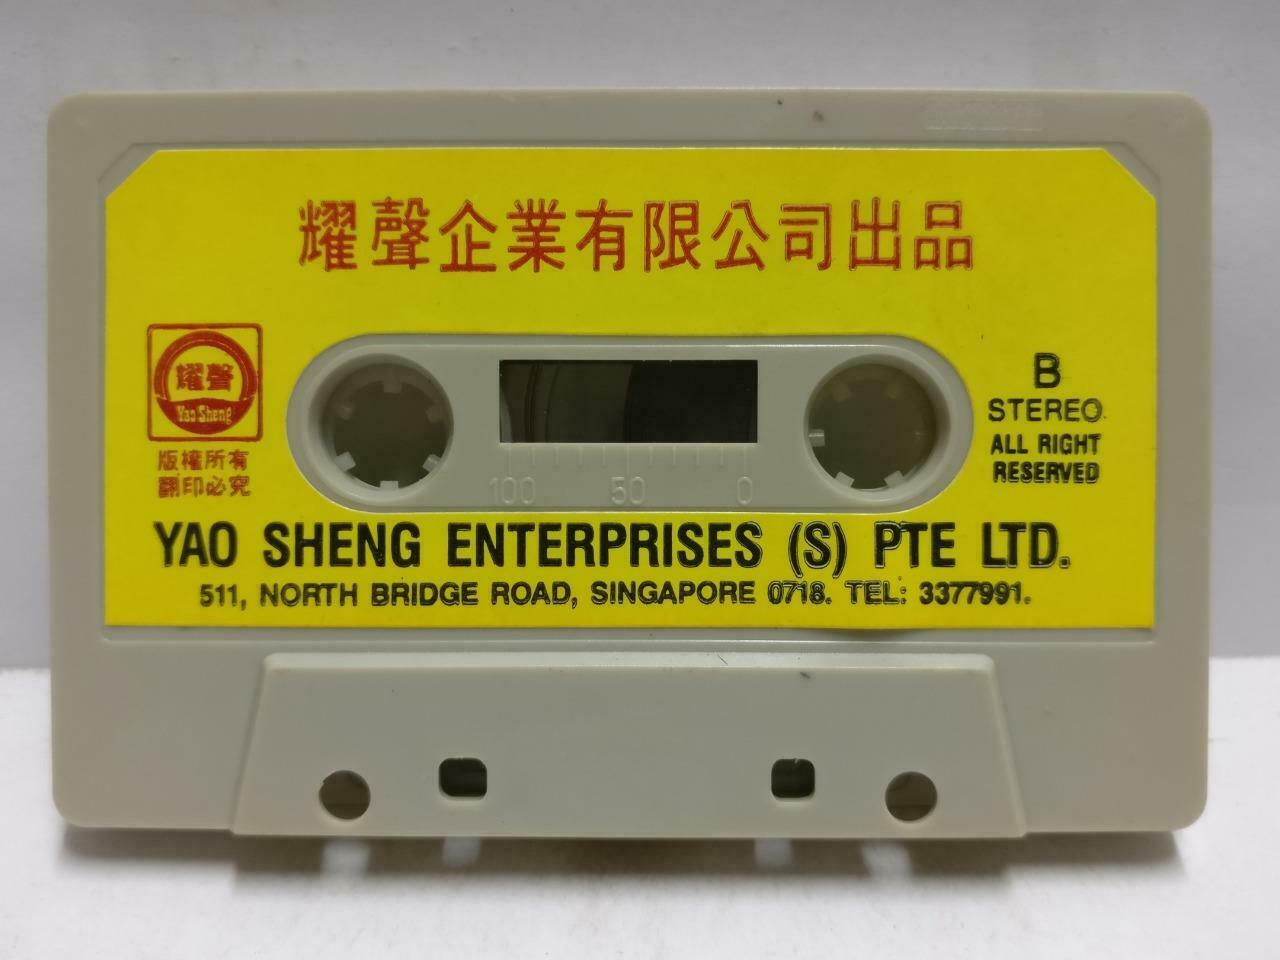 耀聲企業有限公司出品
耀聲
Yao Sheng
版權所有
翻印必究
B
STEREO
ALL RIGHT
RESERVED
100 50 0
YAO SHENG ENTERPRISES (S) PTE LTD.
511, NORTH BRIDGE ROAD, SINGAPORE 0718. TEL: 3377991.